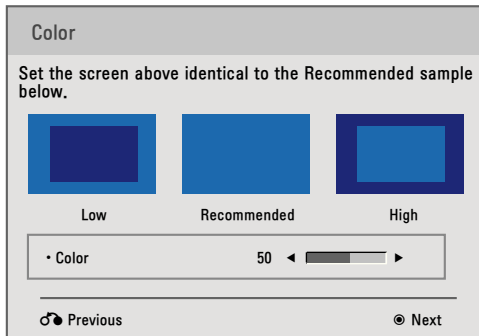 Color
Set the screen above identical to the Recommended sample
below.
Low Recommended High
• Color 50 ◄ ►
Previous ◉ Next